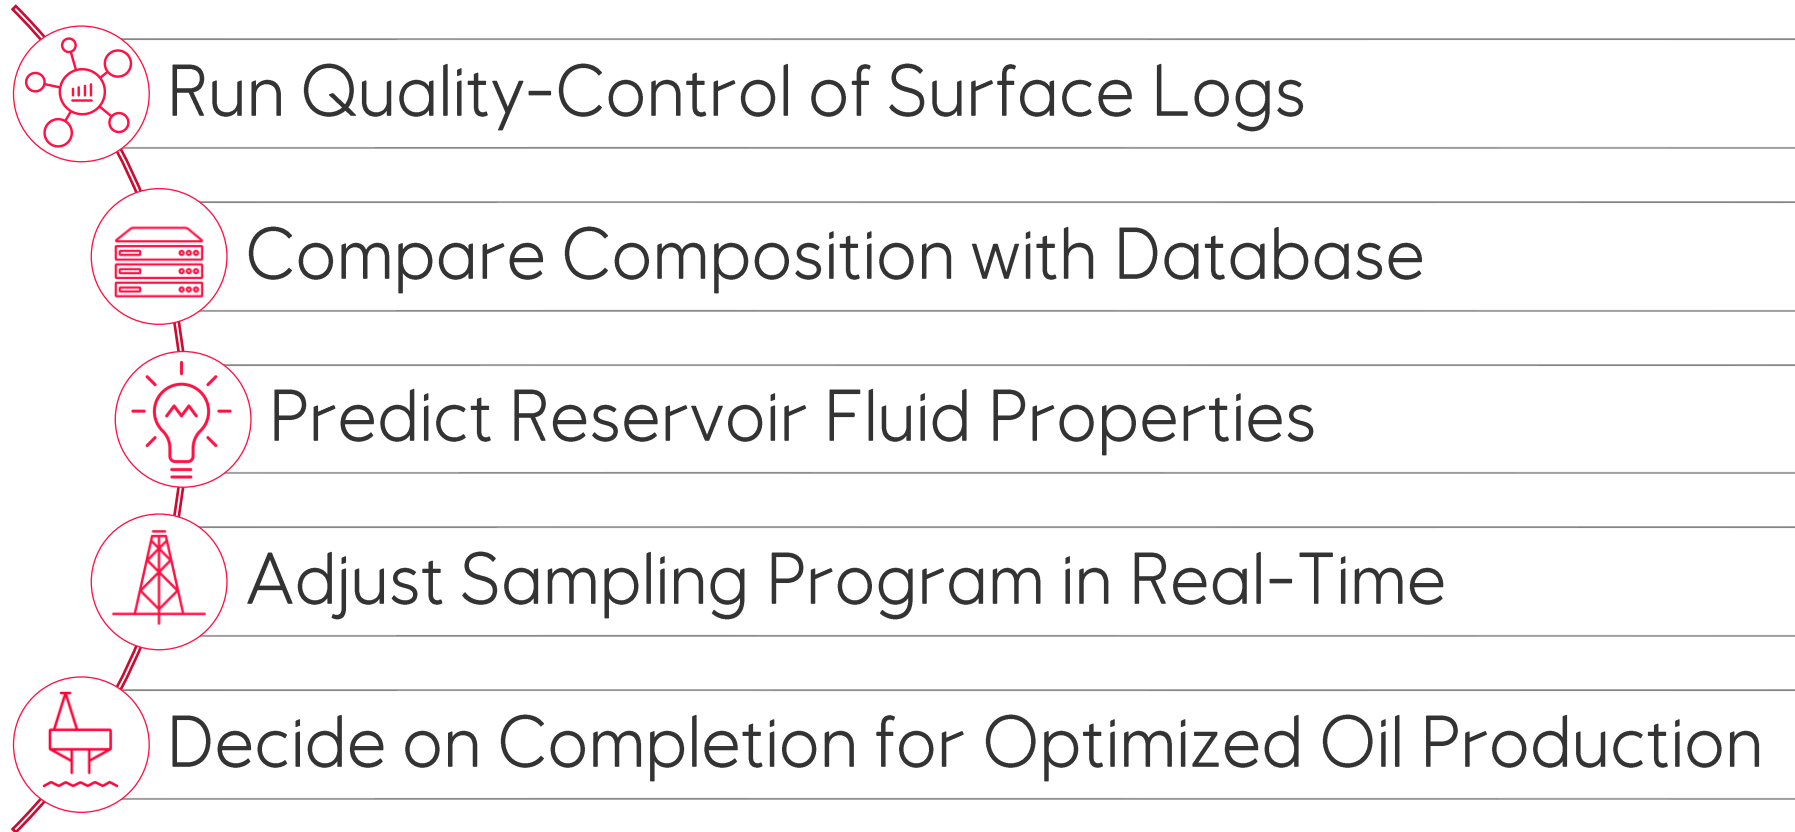 Run Quality-Control of Surface Logs
Compare Composition with Database
Predict Reservoir Fluid Properties
Adjust Sampling Program in Real-Time
Decide on Completion for Optimized Oil Production